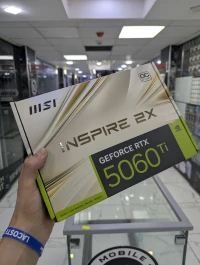 msi
INSPIRE 2X
OC
GEFORCE RTX
5060 Ti
LACOSTE
MOBILE